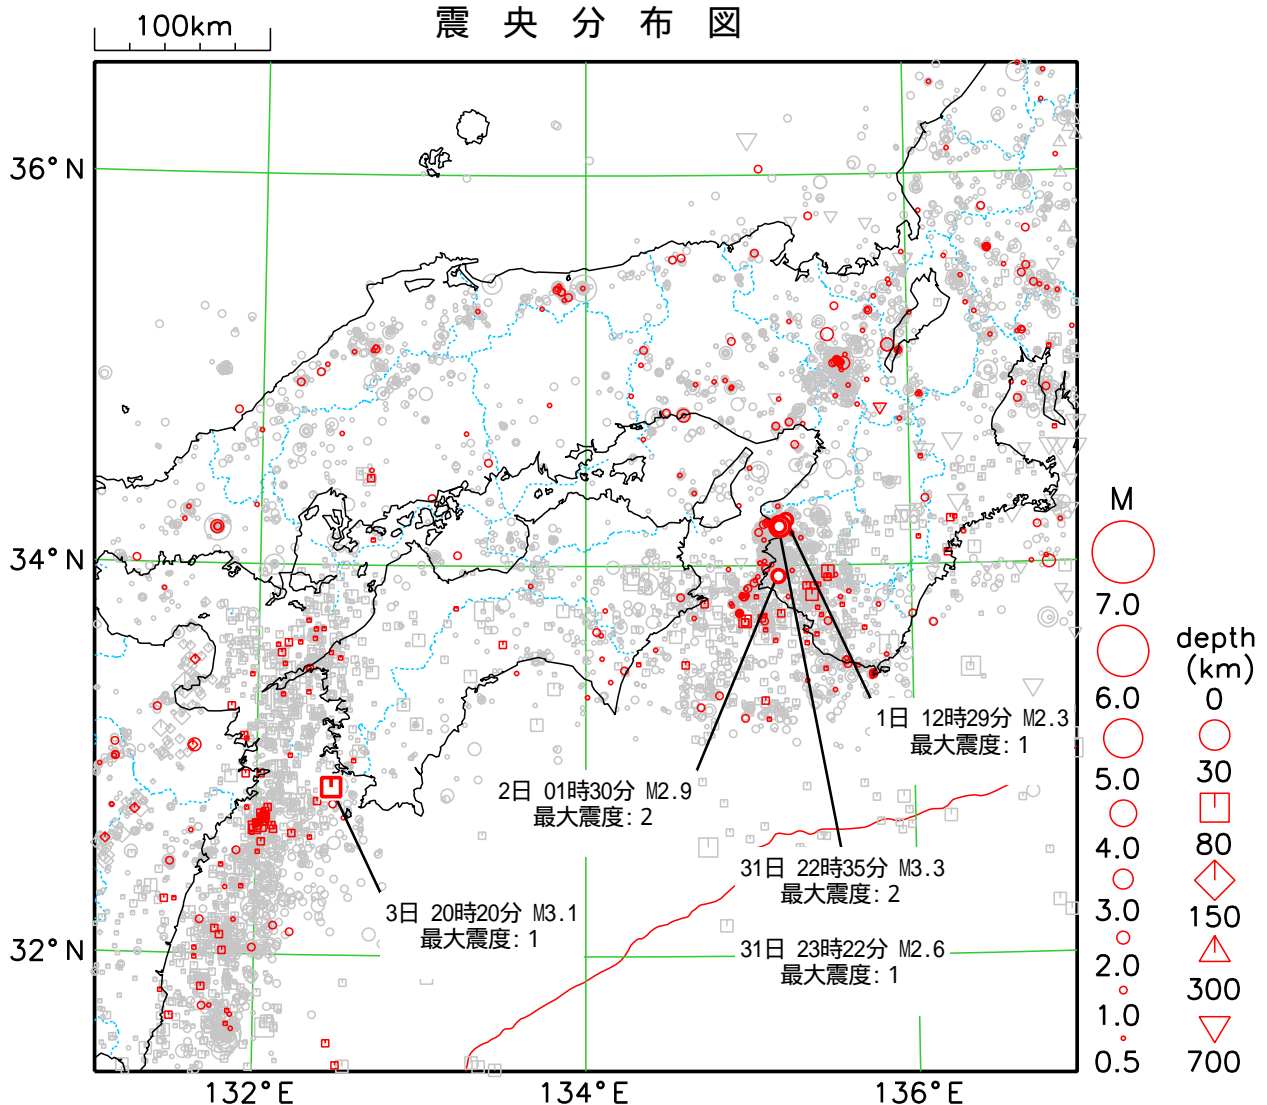 震央分布図
100km
36°N
34°N
32°N
132°E
134°E
136°E
1日 12時29分 M2.3
最大震度: 1
2日 01時30分 M2.9
最大震度: 2
31日 22時35分 M3.3
最大震度: 2
3日 20時20分 M3.1
最大震度: 1
31日 23時22分 M2.6
最大震度: 1
M
7.0
6.0
5.0
4.0
3.0
2.0
1.0
0.5
depth
(km)
0
30
80
150
300
700